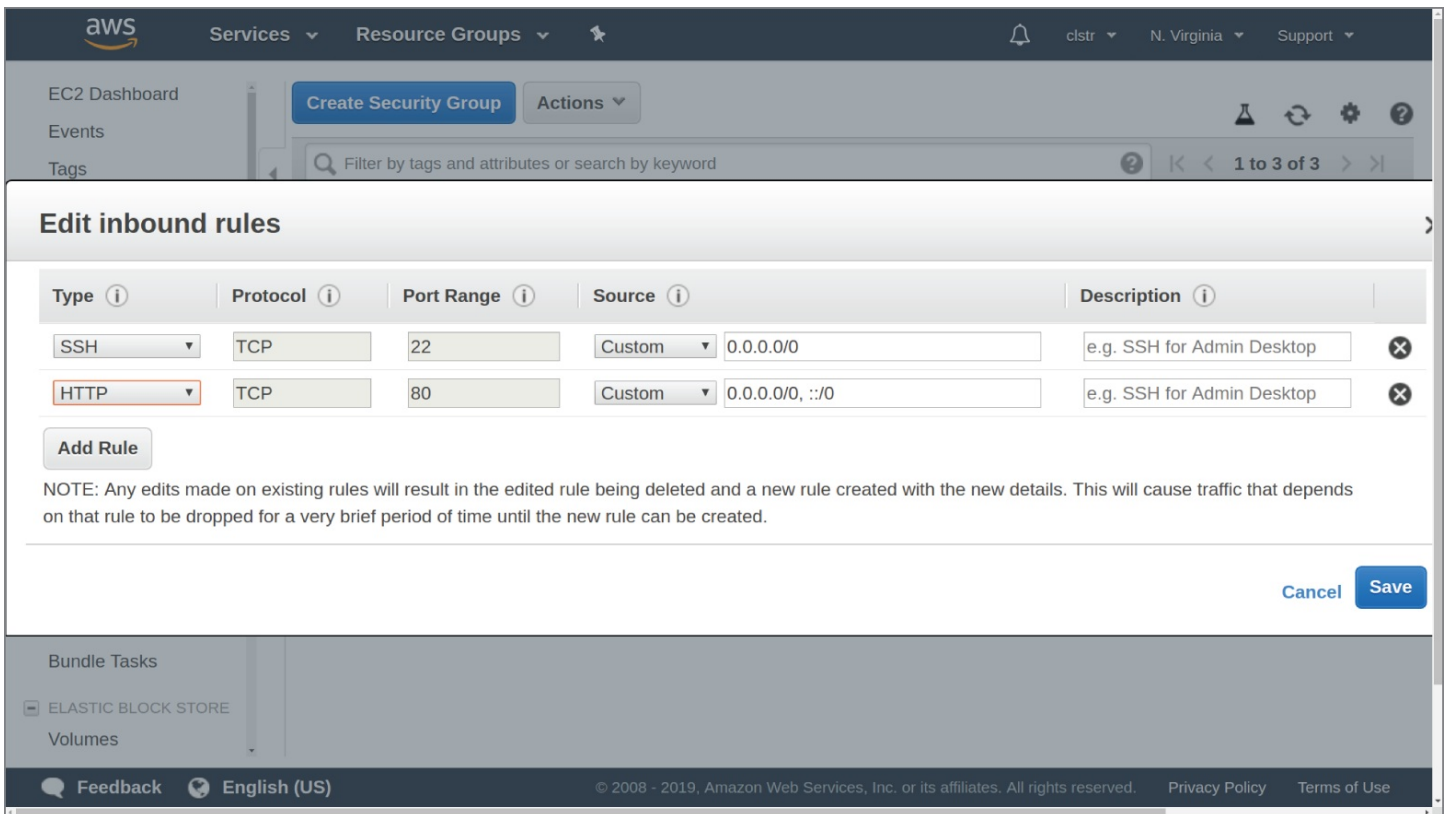 aws Services Resource Groups clstr N. Virginia Support
EC2 Dashboard
Events
Tags
Create Security Group Actions
Filter by tags and attributes or search by keyword 1 to 3 of 3
Edit inbound rules
Type Protocol Port Range Source Description
SSH TCP 22 Custom 0.0.0.0/0 e.g. SSH for Admin Desktop
HTTP TCP 80 Custom 0.0.0.0/0, ::/0 e.g. SSH for Admin Desktop
Add Rule
NOTE: Any edits made on existing rules will result in the edited rule being deleted and a new rule created with the new details. This will cause traffic that depends
on that rule to be dropped for a very brief period of time until the new rule can be created.
Cancel Save
Bundle Tasks
ELASTIC BLOCK STORE
Volumes
Feedback English (US) © 2008 - 2019, Amazon Web Services, Inc. or its affiliates. All rights reserved. Privacy Policy Terms of Use